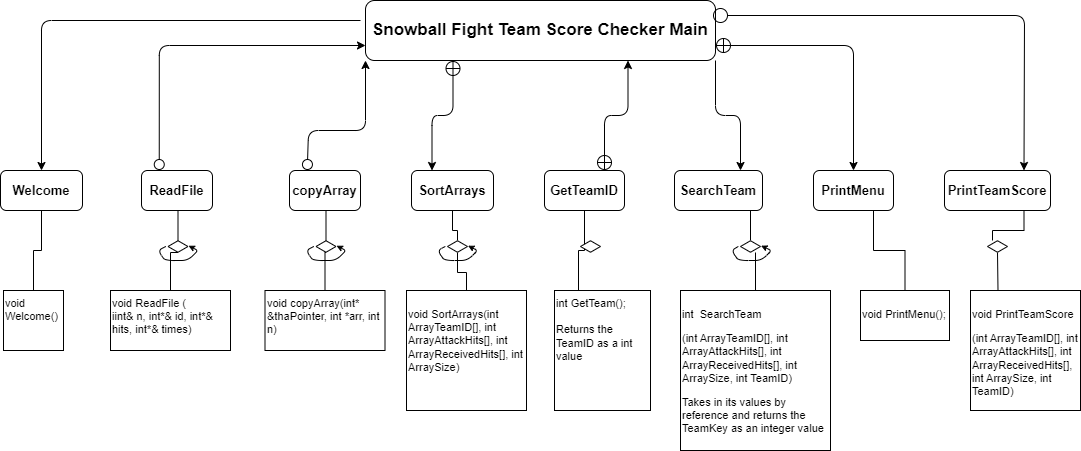 Snowball Fight Team Score Checker Main
Welcome
ReadFile
copyArray
SortArrays
GetTeamID
SearchTeam
PrintMenu
PrintTeamScore
void
Welcome()
void ReadFile (
iint& n, int*& id, int*&
hits, int*& times)
void copyArray(int*
&thaPointer, int *arr, int
n)
void SortArrays(int
ArrayTeamID[], int
ArrayAttackHits[], int
ArrayReceivedHits[], int
ArraySize)
int GetTeam();
Returns the
TeamID as a int
value
int  SearchTeam
(int ArrayTeamID[], int
ArrayAttackHits[], int
ArrayReceivedHits[], int
ArraySize, int TeamID)
Takes in its values by
reference and returns the
TeamKey as an integer value
void PrintMenu();
void PrintTeamScore
(int ArrayTeamID[], int
ArrayAttackHits[], int
ArrayReceivedHits[],
int ArraySize, int
TeamID)